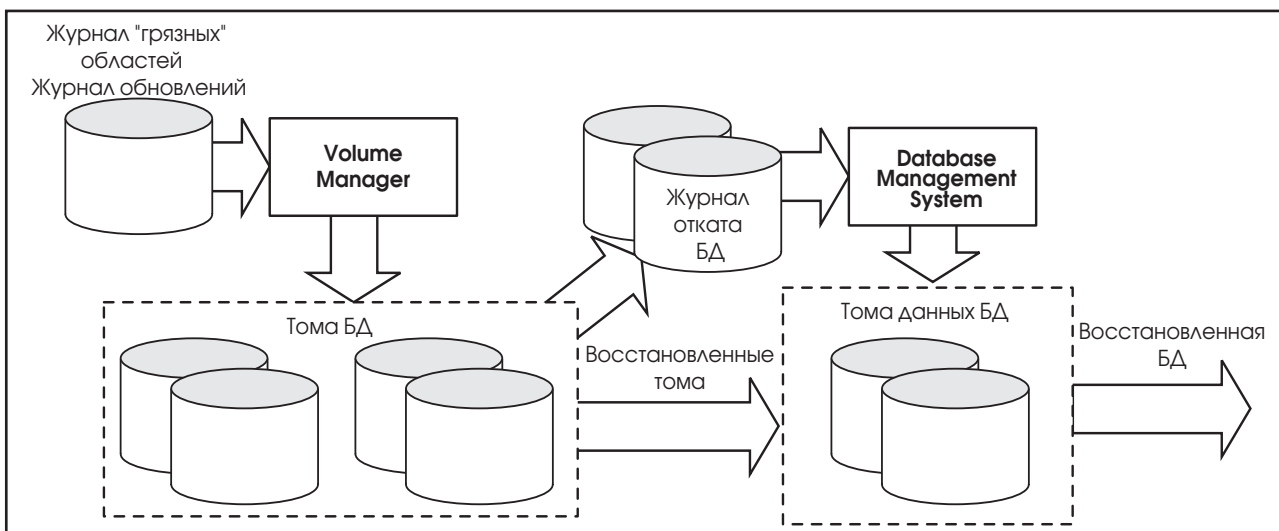 Журнал "грязных"
областей
Журнал обновлений
Volume
Manager
Журнал
отката
БД
Database
Management
System
Тома БД
Восстановленные
тома
Тома данных БД
Восстановленная
БД